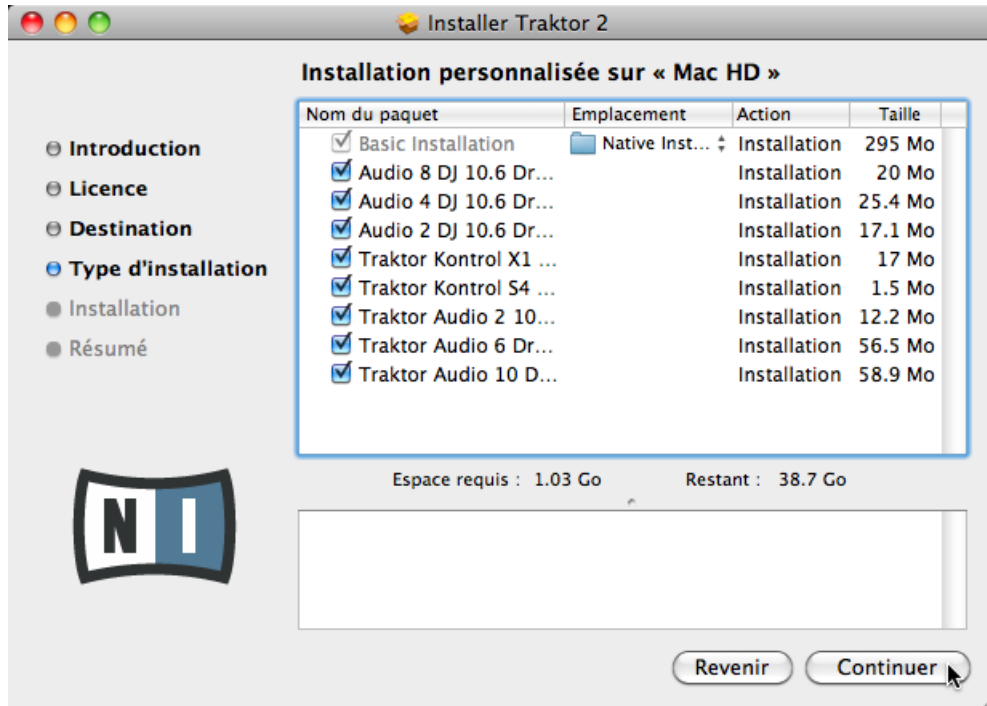 Installer Traktor 2
Installation personnalisée sur « Mac HD »
Introduction
Licence
Destination
Type d'installation
Installation
Résumé
Nom du paquet Emplacement Action Taille
Basic Installation Native Inst... Installation 295 Mo
Audio 8 DJ 10.6 Dr... Installation 20 Mo
Audio 4 DJ 10.6 Dr... Installation 25.4 Mo
Audio 2 DJ 10.6 Dr... Installation 17.1 Mo
Traktor Kontrol X1 ... Installation 17 Mo
Traktor Kontrol S4 ... Installation 1.5 Mo
Traktor Audio 2 10... Installation 12.2 Mo
Traktor Audio 6 Dr... Installation 56.5 Mo
Traktor Audio 10 D... Installation 58.9 Mo
Espace requis : 1.03 Go Restant : 38.7 Go
N I
Revenir Continuer